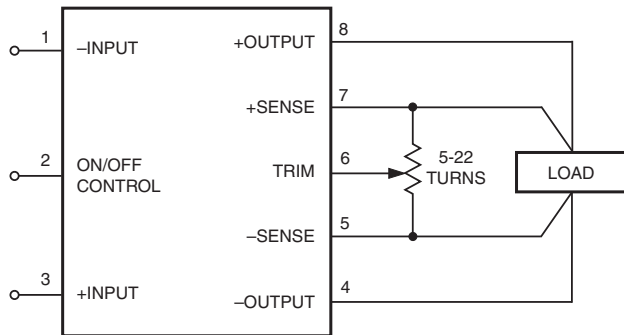 1
–INPUT
2
ON/OFF
CONTROL
3
+INPUT
+OUTPUT
8
+SENSE
7
TRIM
6
–SENSE
5
–OUTPUT
4
5-22
TURNS
LOAD